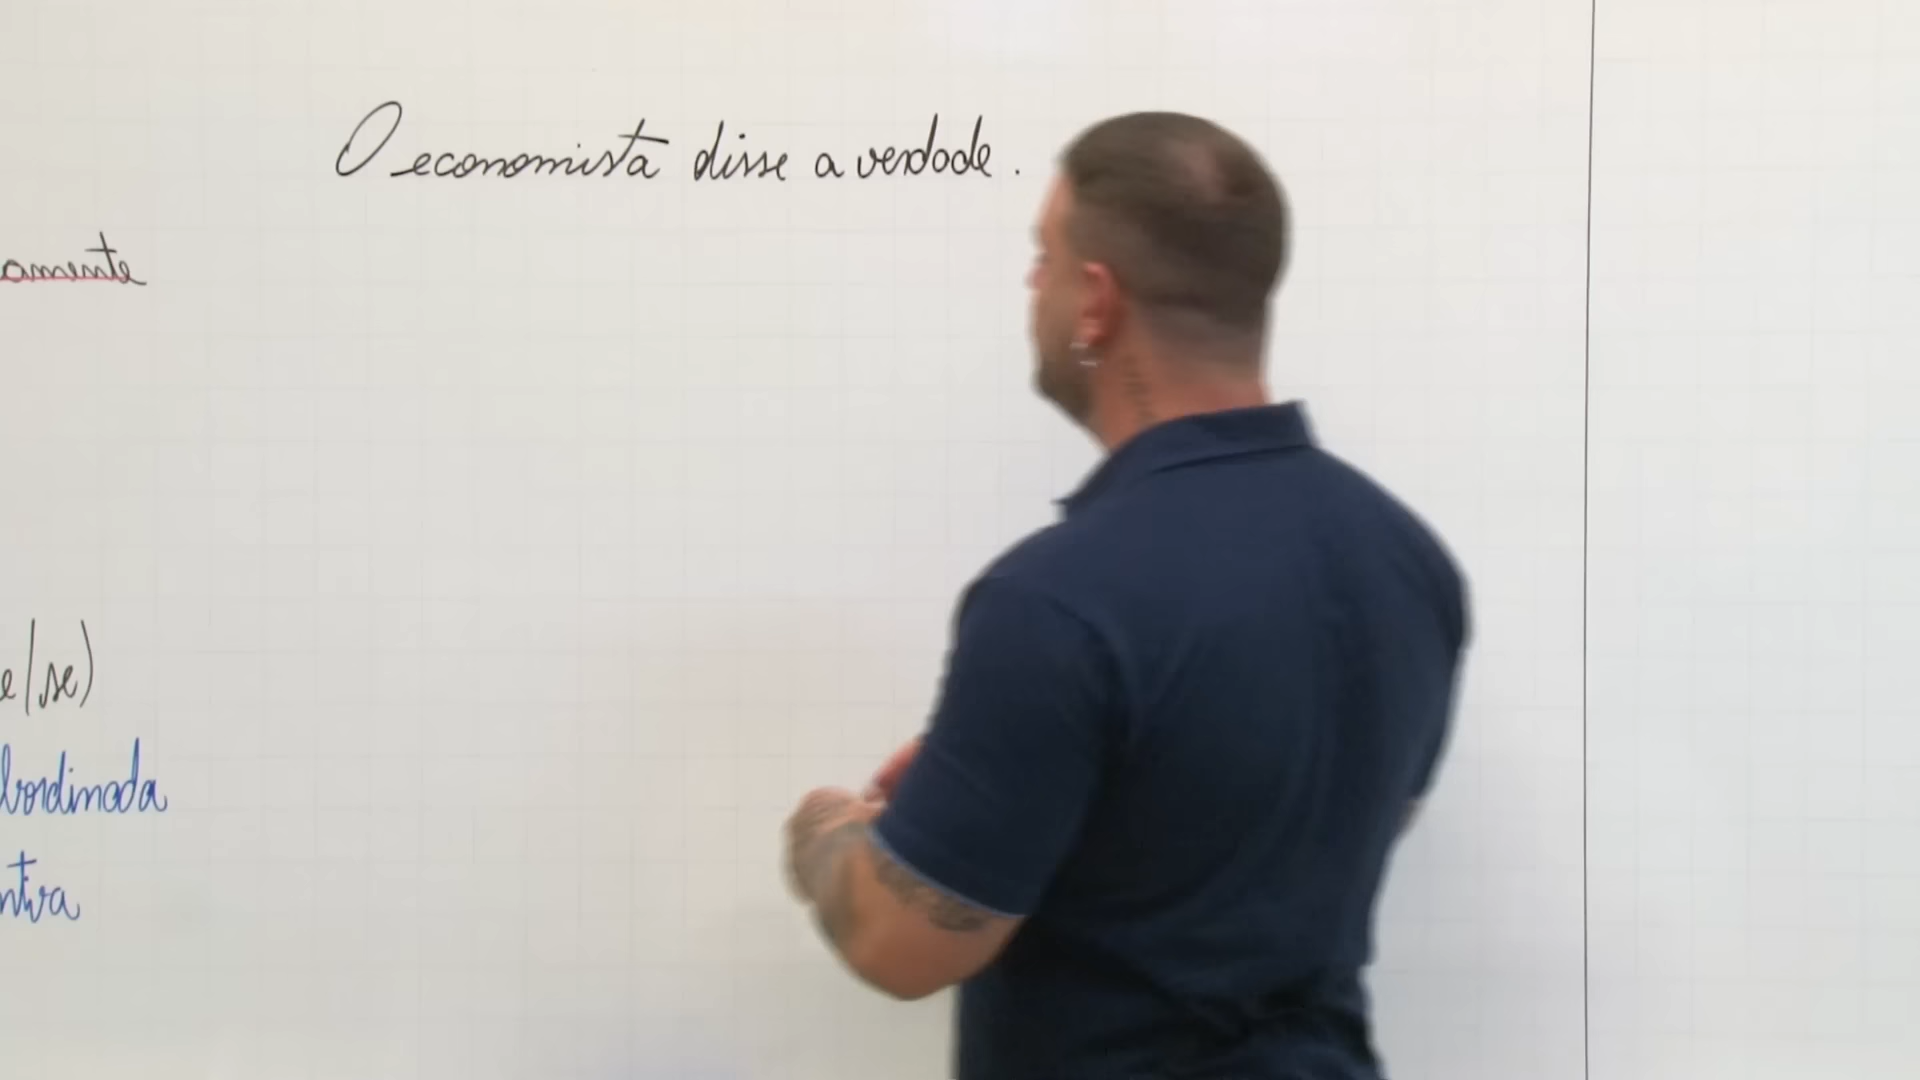 O economista disse a verdade.
amente
e/se)
bordinada
ntiva